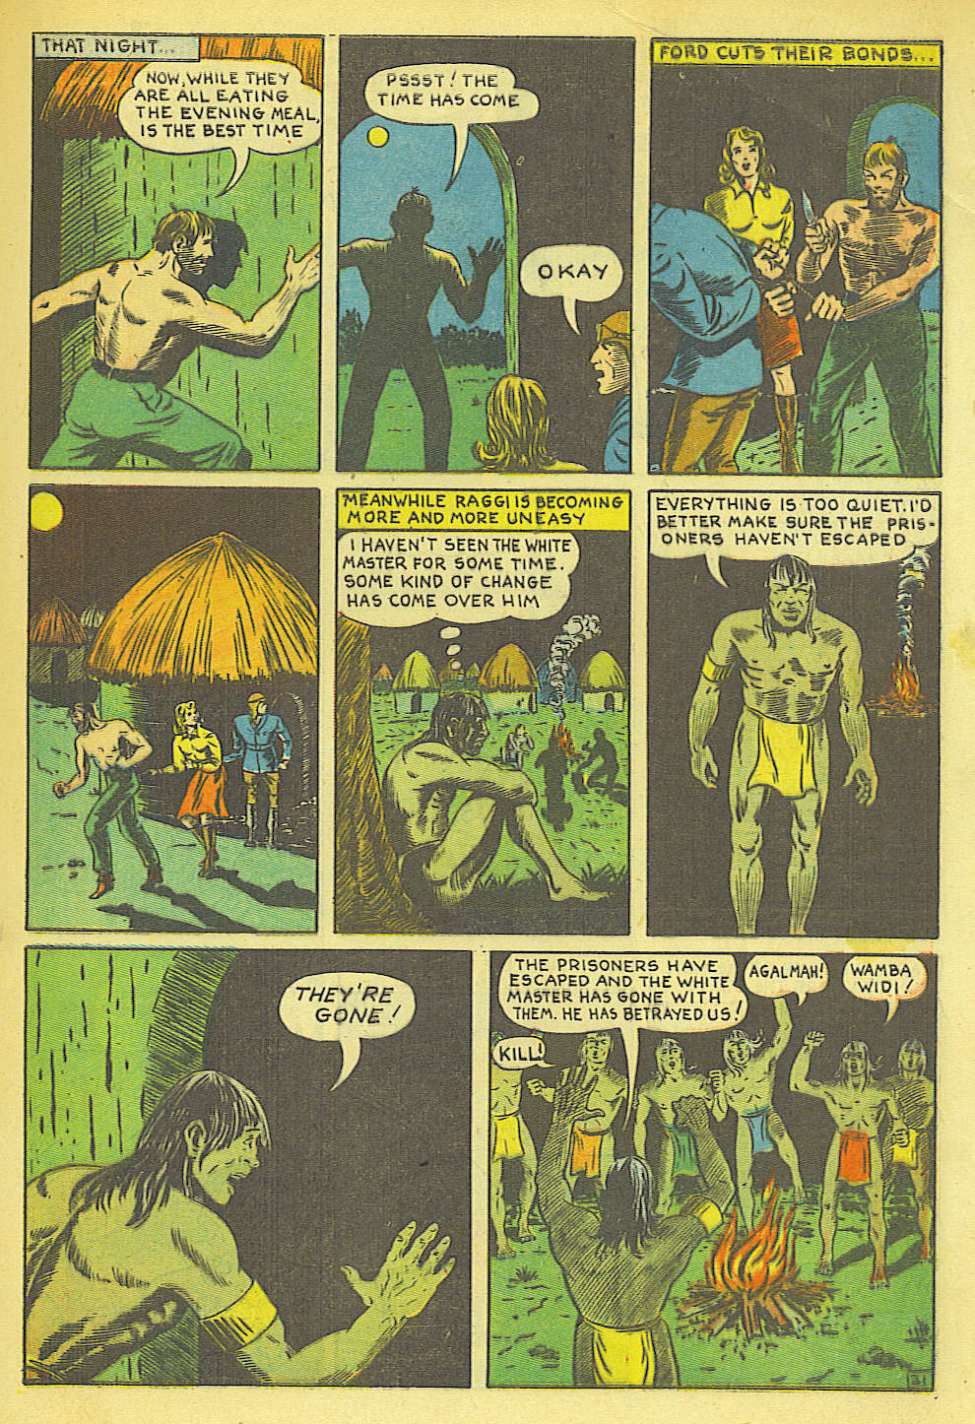 THAT NIGHT...
NOW, WHILE THEY
ARE ALL EATING
THE EVENING MEAL,
IS THE BEST TIME
PSSST! THE
TIME HAS COME
OKAY
FORD CUTS THEIR BONDS...
MEANWHILE RAGGI IS BECOMING
MORE AND MORE UNEASY
I HAVEN'T SEEN THE WHITE
MASTER FOR SOME TIME.
SOME KIND OF CHANGE
HAS COME OVER HIM
EVERYTHING IS TOO QUIET. I'D
BETTER MAKE SURE THE PRIS-
ONERS HAVEN'T ESCAPED
THEY'RE
GONE!
THE PRISONERS HAVE
ESCAPED AND THE WHITE
MASTER HAS GONE WITH
THEM. HE HAS BETRAYED US!
KILL!
AGALMAH!
WAMBA
WIDI!